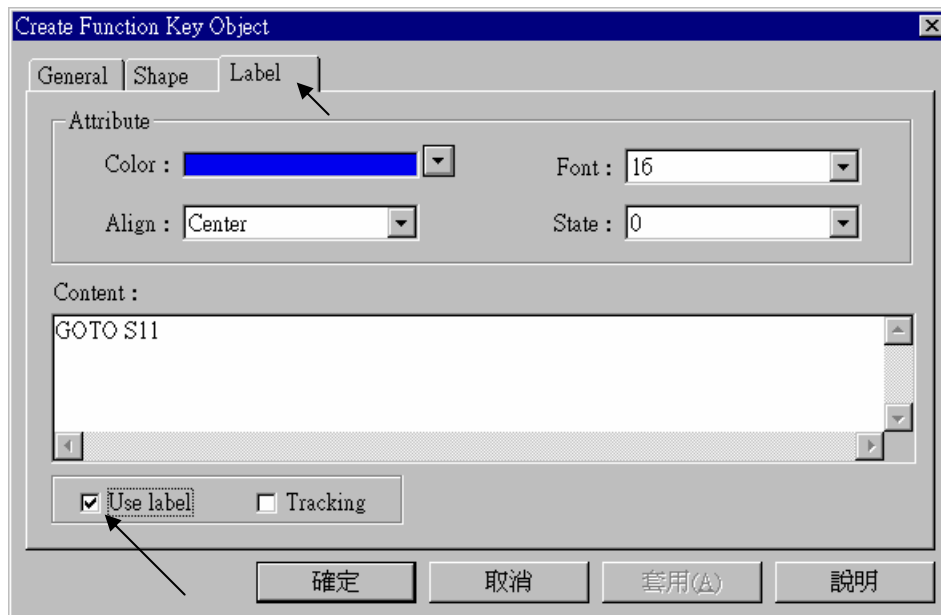 Create Function Key Object
General Shape Label
Attribute
Color : Font : 16
Align : Center State : 0
Content :
GOTO S11
Use label Tracking
確定 取消 套用(A) 說明